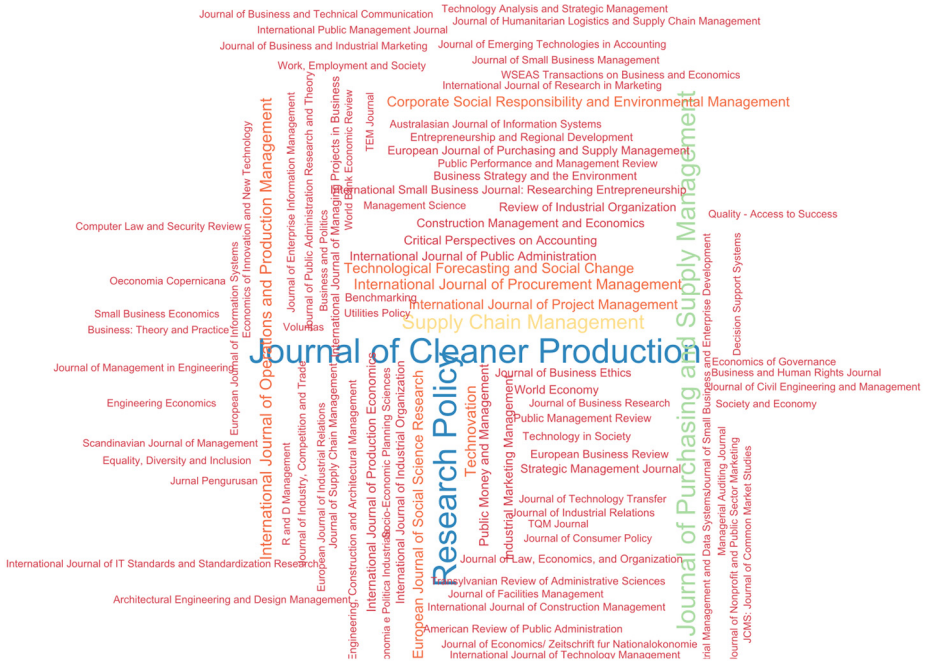 Journal of Business and Technical Communication
Technology Analysis and Strategic Management
Journal of Humanitarian Logistics and Supply Chain Management
International Public Management Journal
Journal of Business and Industrial Marketing
Journal of Emerging Technologies in Accounting
Journal of Small Business Management
Work, Employment and Society
WSEAS Transactions on Business and Economics
International Journal of Research in Marketing
Corporate Social Responsibility and Environmental Management
Australasian Journal of Information Systems
Entrepreneurship and Regional Development
European Journal of Purchasing and Supply Management
Public Performance and Management Review
Business Strategy and the Environment
International Small Business Journal: Researching Entrepreneurship
Management Science
Review of Industrial Organization
Quality - Access to Success
Construction Management and Economics
Computer Law and Security Review
Critical Perspectives on Accounting
International Journal of Public Administration
Technological Forecasting and Social Change
Oeconomia Copernicana
International Journal of Procurement Management
Benchmarking
International Journal of Project Management
Small Business Economics
Utilities Policy
Supply Chain Management
Business: Theory and Practice
Voluntas
Journal of Cleaner Production
Economics of Governance
Journal of Management in Engineering
Journal of Business Ethics
Business and Human Rights Journal
World Economy
Journal of Civil Engineering and Management
Engineering Economics
Journal of Business Research
Society and Economy
Public Management Review
Technology in Society
Scandinavian Journal of Management
European Business Review
Equality, Diversity and Inclusion
Strategic Management Journal
Jurnal Pengurusan
Journal of Technology Transfer
Journal of Industrial Relations
TQM Journal
Journal of Consumer Policy
International Journal of IT Standards and Standardization Research
Journal of Law, Economics, and Organization
Transylvanian Review of Administrative Sciences
Journal of Facilities Management
Architectural Engineering and Design Management
International Journal of Construction Management
American Review of Public Administration
Journal of Economics/ Zeitschrift fur Nationalokonomie
International Journal of Technology Management
European Journal of Information Systems
Economics of Innovation and New Technology
International Journal of Operations and Production Management
Journal of Enterprise Information Management
Journal of Public Administration Research and Theory
Business and Politics
International Journal of Managing Projects in Business
World Bank Economic Review
TEM Journal
R and D Management
Journal of Industry, Competition and Trade
European Journal of Industrial Relations
Journal of Supply Chain Management
Engineering, Construction and Architectural Management
International Journal of Production Economics
onomia e Politica Industriale
Socio-Economic Planning Sciences
International Journal of Industrial Organization
European Journal of Social Science Research
Research Policy
Technovation
Public Money and Management
Industrial Marketing Management
Journal of Purchasing and Supply Management
Journal of Small Business and Enterprise Development
trial Management and Data Systems
Managerial Auditing Journal
Journal of Nonprofit and Public Sector Marketing
JCMS: Journal of Common Market Studies
Decision Support Systems